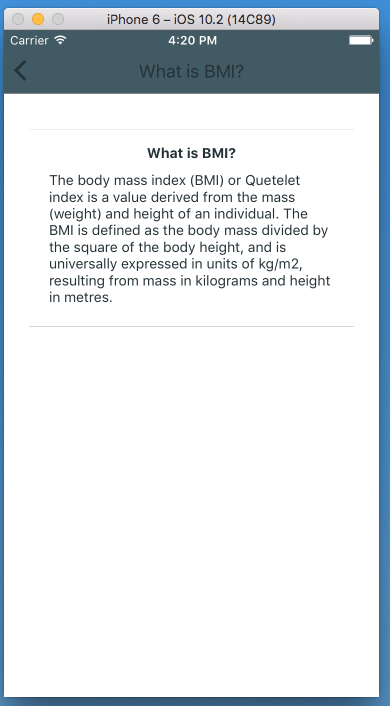 iPhone 6 – iOS 10.2 (14C89)
Carrier 4:20 PM
What is BMI?
What is BMI?
The body mass index (BMI) or Quetelet
index is a value derived from the mass
(weight) and height of an individual. The
BMI is defined as the body mass divided by
the square of the body height, and is
universally expressed in units of kg/m2,
resulting from mass in kilograms and height
in metres.